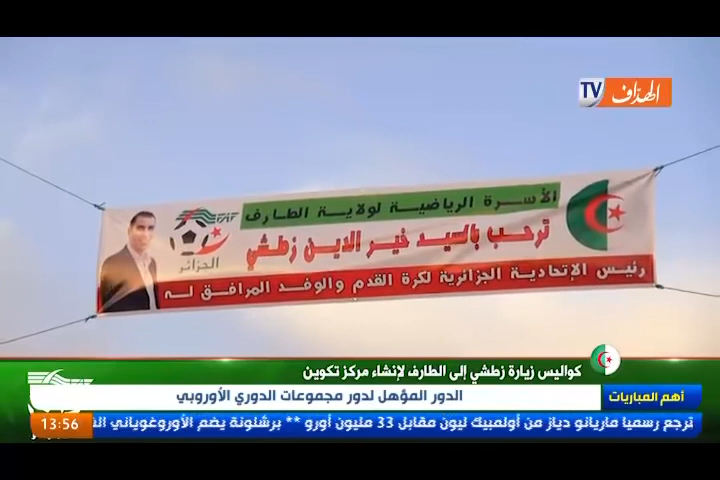 TV الهداف
الأسرة الرياضية لولاية الطارف
FAF
ترحب بالسيد خير الدين زطشي
الجزائر
رئيس الإتحادية الجزائرية لكرة القدم والوفد المرافق له
كواليس زيارة زطشي إلى الطارف لإنشاء مركز تكوين
أهم المباريات
الدور المؤهل لدور مجموعات الدوري الأوروبي
ترجع رسميا ماريانو دياز من أولمبيك ليون مقابل 33 مليون أورو ** برشلونة يضم الأوروغوياني
13:56